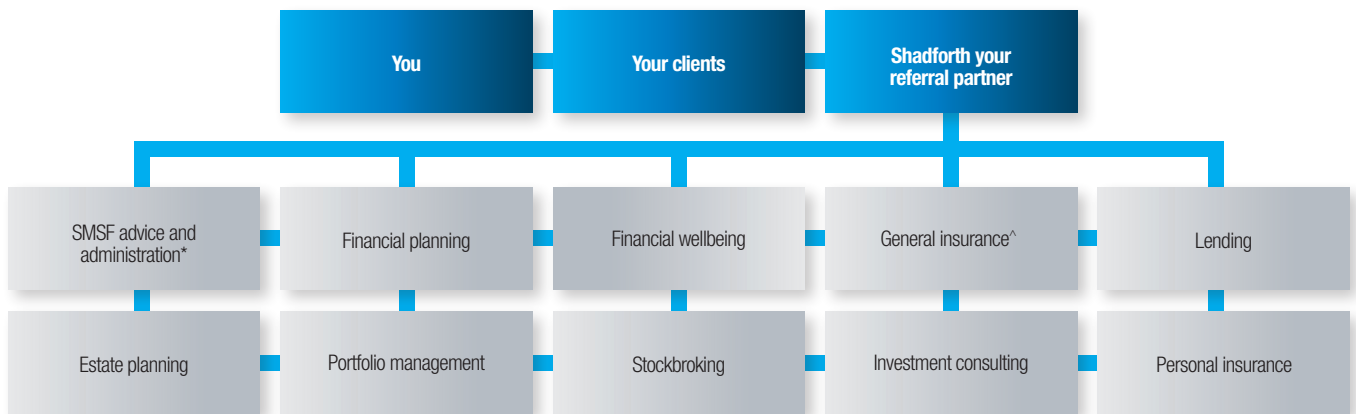 You
Your clients
Shadforth your
referral partner
SMSF advice and
administration*
Financial planning
Financial wellbeing
General insurance^
Lending
Estate planning
Portfolio management
Stockbroking
Investment consulting
Personal insurance